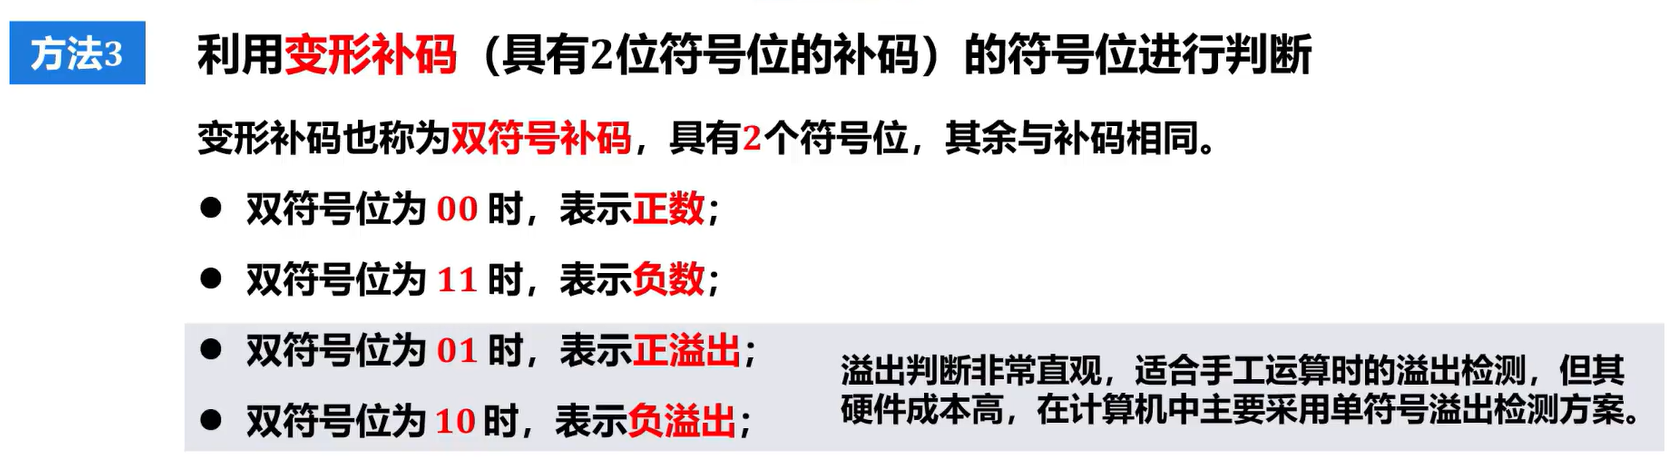 方法3
利用变形补码（具有2位符号位的补码）的符号位进行判断
变形补码也称为双符号补码，具有2个符号位，其余与补码相同。
● 双符号位为 00 时，表示正数；
● 双符号位为 11 时，表示负数；
● 双符号位为 01 时，表示正溢出；
● 双符号位为 10 时，表示负溢出；
溢出判断非常直观，适合手工运算时的溢出检测，但其
硬件成本高，在计算机中主要采用单符号溢出检测方案。